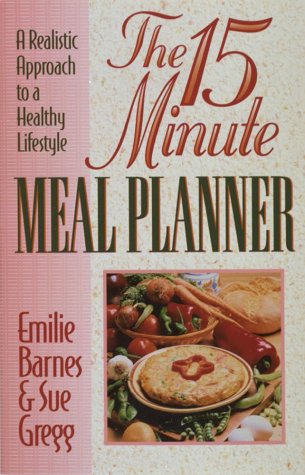 A Realistic
Approach
to a
Healthy
Lifestyle
The 15
Minute
MEAL PLANNER
Emilie
Barnes
& Sue
Gregg